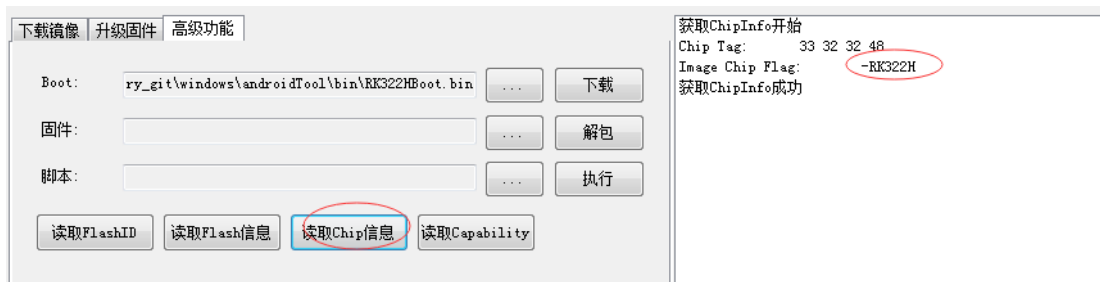 下载镜像 升级固件 高级功能
Boot: ry_git\windows\androidTool\bin\RK322HBoot.bin ... 下载
固件: ... 解包
脚本: ... 执行
读取FlashID 读取Flash信息 读取Chip信息 读取Capability
获取ChipInfo开始
Chip Tag: 33 32 32 48
Image Chip Flag: -RK322H
获取ChipInfo成功